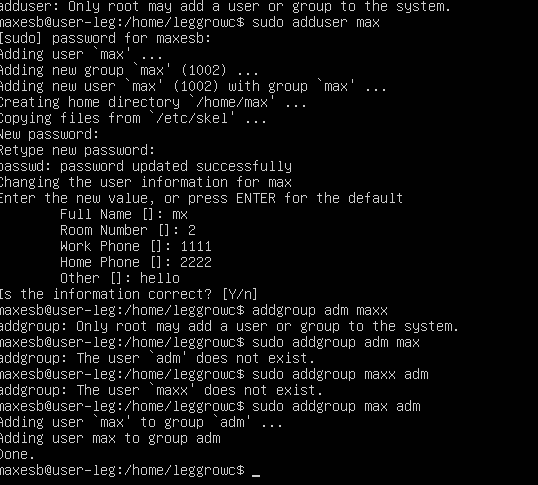 adduser: Only root may add a user or group to the system.
maxesb@user-leg:/home/leggrowc$ sudo adduser max
[sudo] password for maxesb:
Adding user `max' ...
Adding new group `max' (1002) ...
Adding new user `max' (1002) with group `max' ...
Creating home directory `/home/max' ...
Copying files from `/etc/skel' ...
New password:
Retype new password:
passwd: password updated successfully
Changing the user information for max
Enter the new value, or press ENTER for the default
Full Name []: mx
Room Number []: 2
Work Phone []: 1111
Home Phone []: 2222
Other []: hello
Is the information correct? [Y/n]
maxesb@user-leg:/home/leggrowc$ addgroup adm maxx
addgroup: Only root may add a user or group to the system.
maxesb@user-leg:/home/leggrowc$ sudo addgroup adm max
addgroup: The user `adm' does not exist.
maxesb@user-leg:/home/leggrowc$ sudo addgroup maxx adm
addgroup: The user `maxx' does not exist.
maxesb@user-leg:/home/leggrowc$ sudo addgroup max adm
Adding user `max' to group `adm' ...
Adding user max to group adm
Done.
maxesb@user-leg:/home/leggrowc$ _